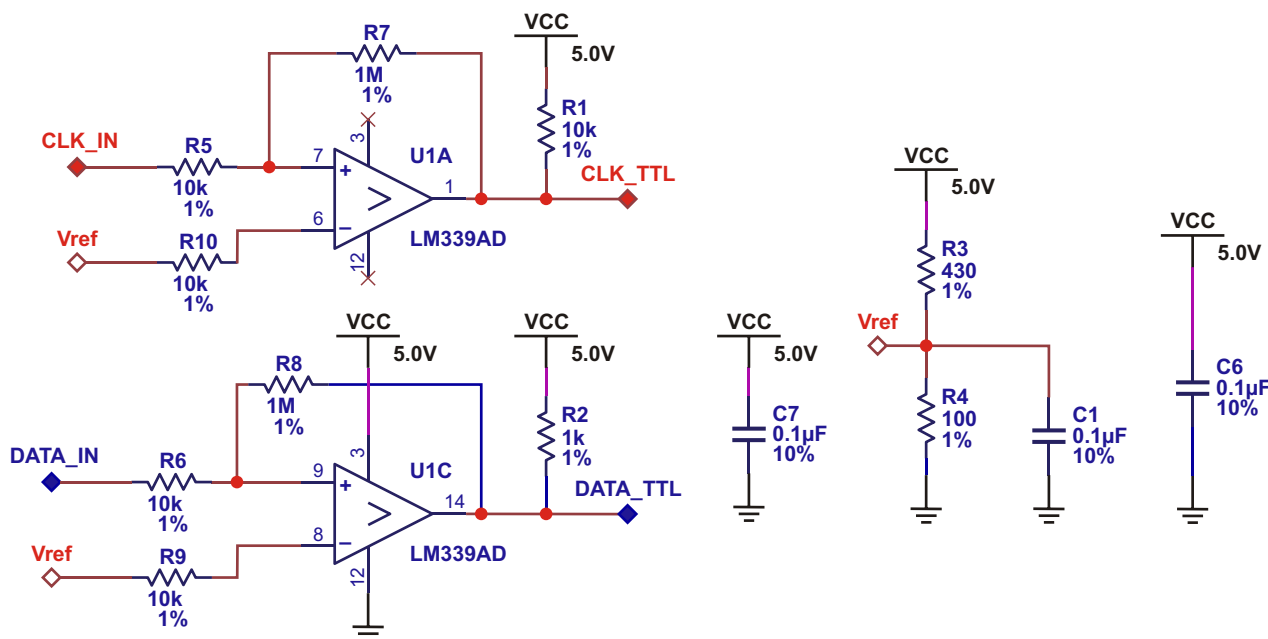 R7
1M
1%
VCC
5.0V
R1
10k
1%
CLK_IN
R5
10k
1%
3
7
+
U1A
1
CLK_TTL
6
−
12
LM339AD
Vref
R10
10k
1%
VCC
5.0V
R3
430
1%
Vref
R4
100
1%
C1
0.1µF
10%
VCC
5.0V
C6
0.1µF
10%
VCC
5.0V
VCC
5.0V
VCC
5.0V
R8
1M
1%
R2
1k
1%
C7
0.1µF
10%
DATA_IN
R6
10k
1%
3
9
+
U1C
14
DATA_TTL
8
−
12
LM339AD
Vref
R9
10k
1%